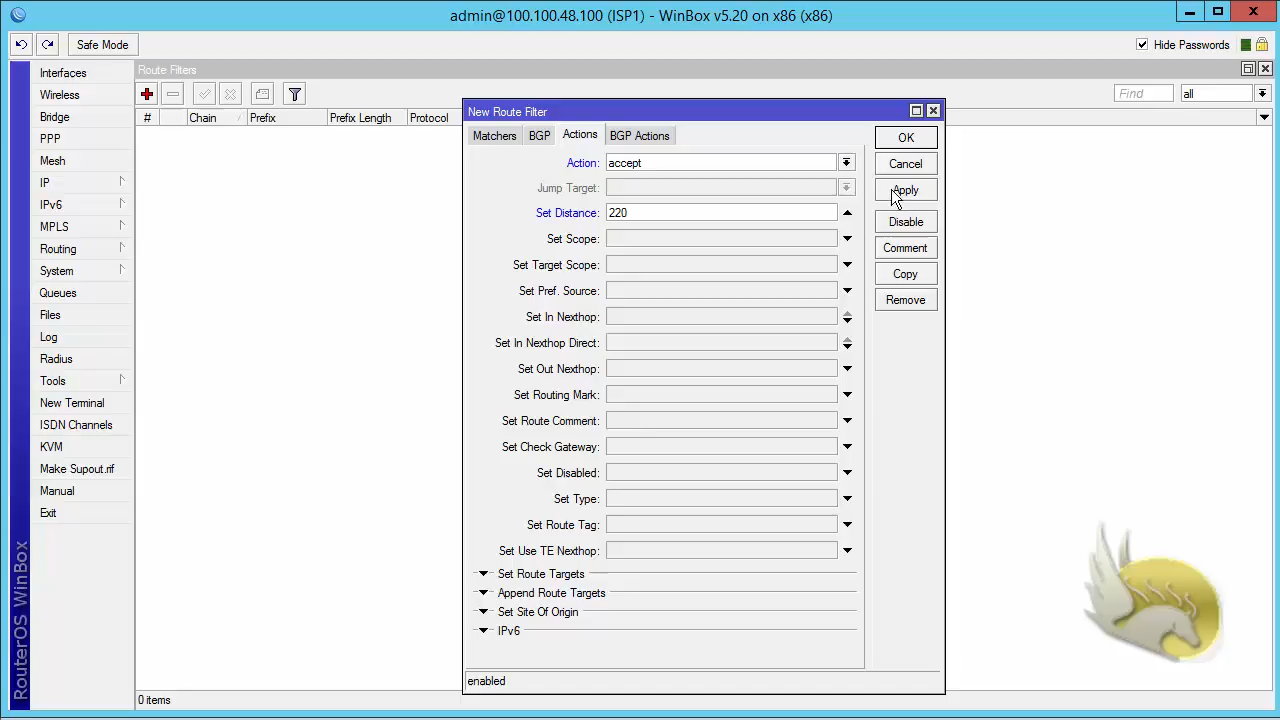 admin@100.100.48.100 (ISP1) - WinBox v5.20 on x86 (x86)
Safe Mode
Hide Passwords
Interfaces
Wireless
Bridge
PPP
Mesh
IP
IPv6
MPLS
Routing
System
Queues
Files
Log
Radius
Tools
New Terminal
ISDN Channels
KVM
Make Supout.rif
Manual
Exit
RouterOS WinBox
Route Filters
Find
all
# Chain Prefix Prefix Length Protocol
0 items
New Route Filter
Matchers BGP Actions BGP Actions
Action: accept
Jump Target:
Set Distance: 220
Set Scope:
Set Target Scope:
Set Pref. Source:
Set In Nexthop:
Set In Nexthop Direct:
Set Out Nexthop:
Set Routing Mark:
Set Route Comment:
Set Check Gateway:
Set Disabled:
Set Type:
Set Route Tag:
Set Use TE Nexthop:
Set Route Targets
Append Route Targets
Set Site Of Origin
IPv6
enabled
OK
Cancel
Apply
Disable
Comment
Copy
Remove